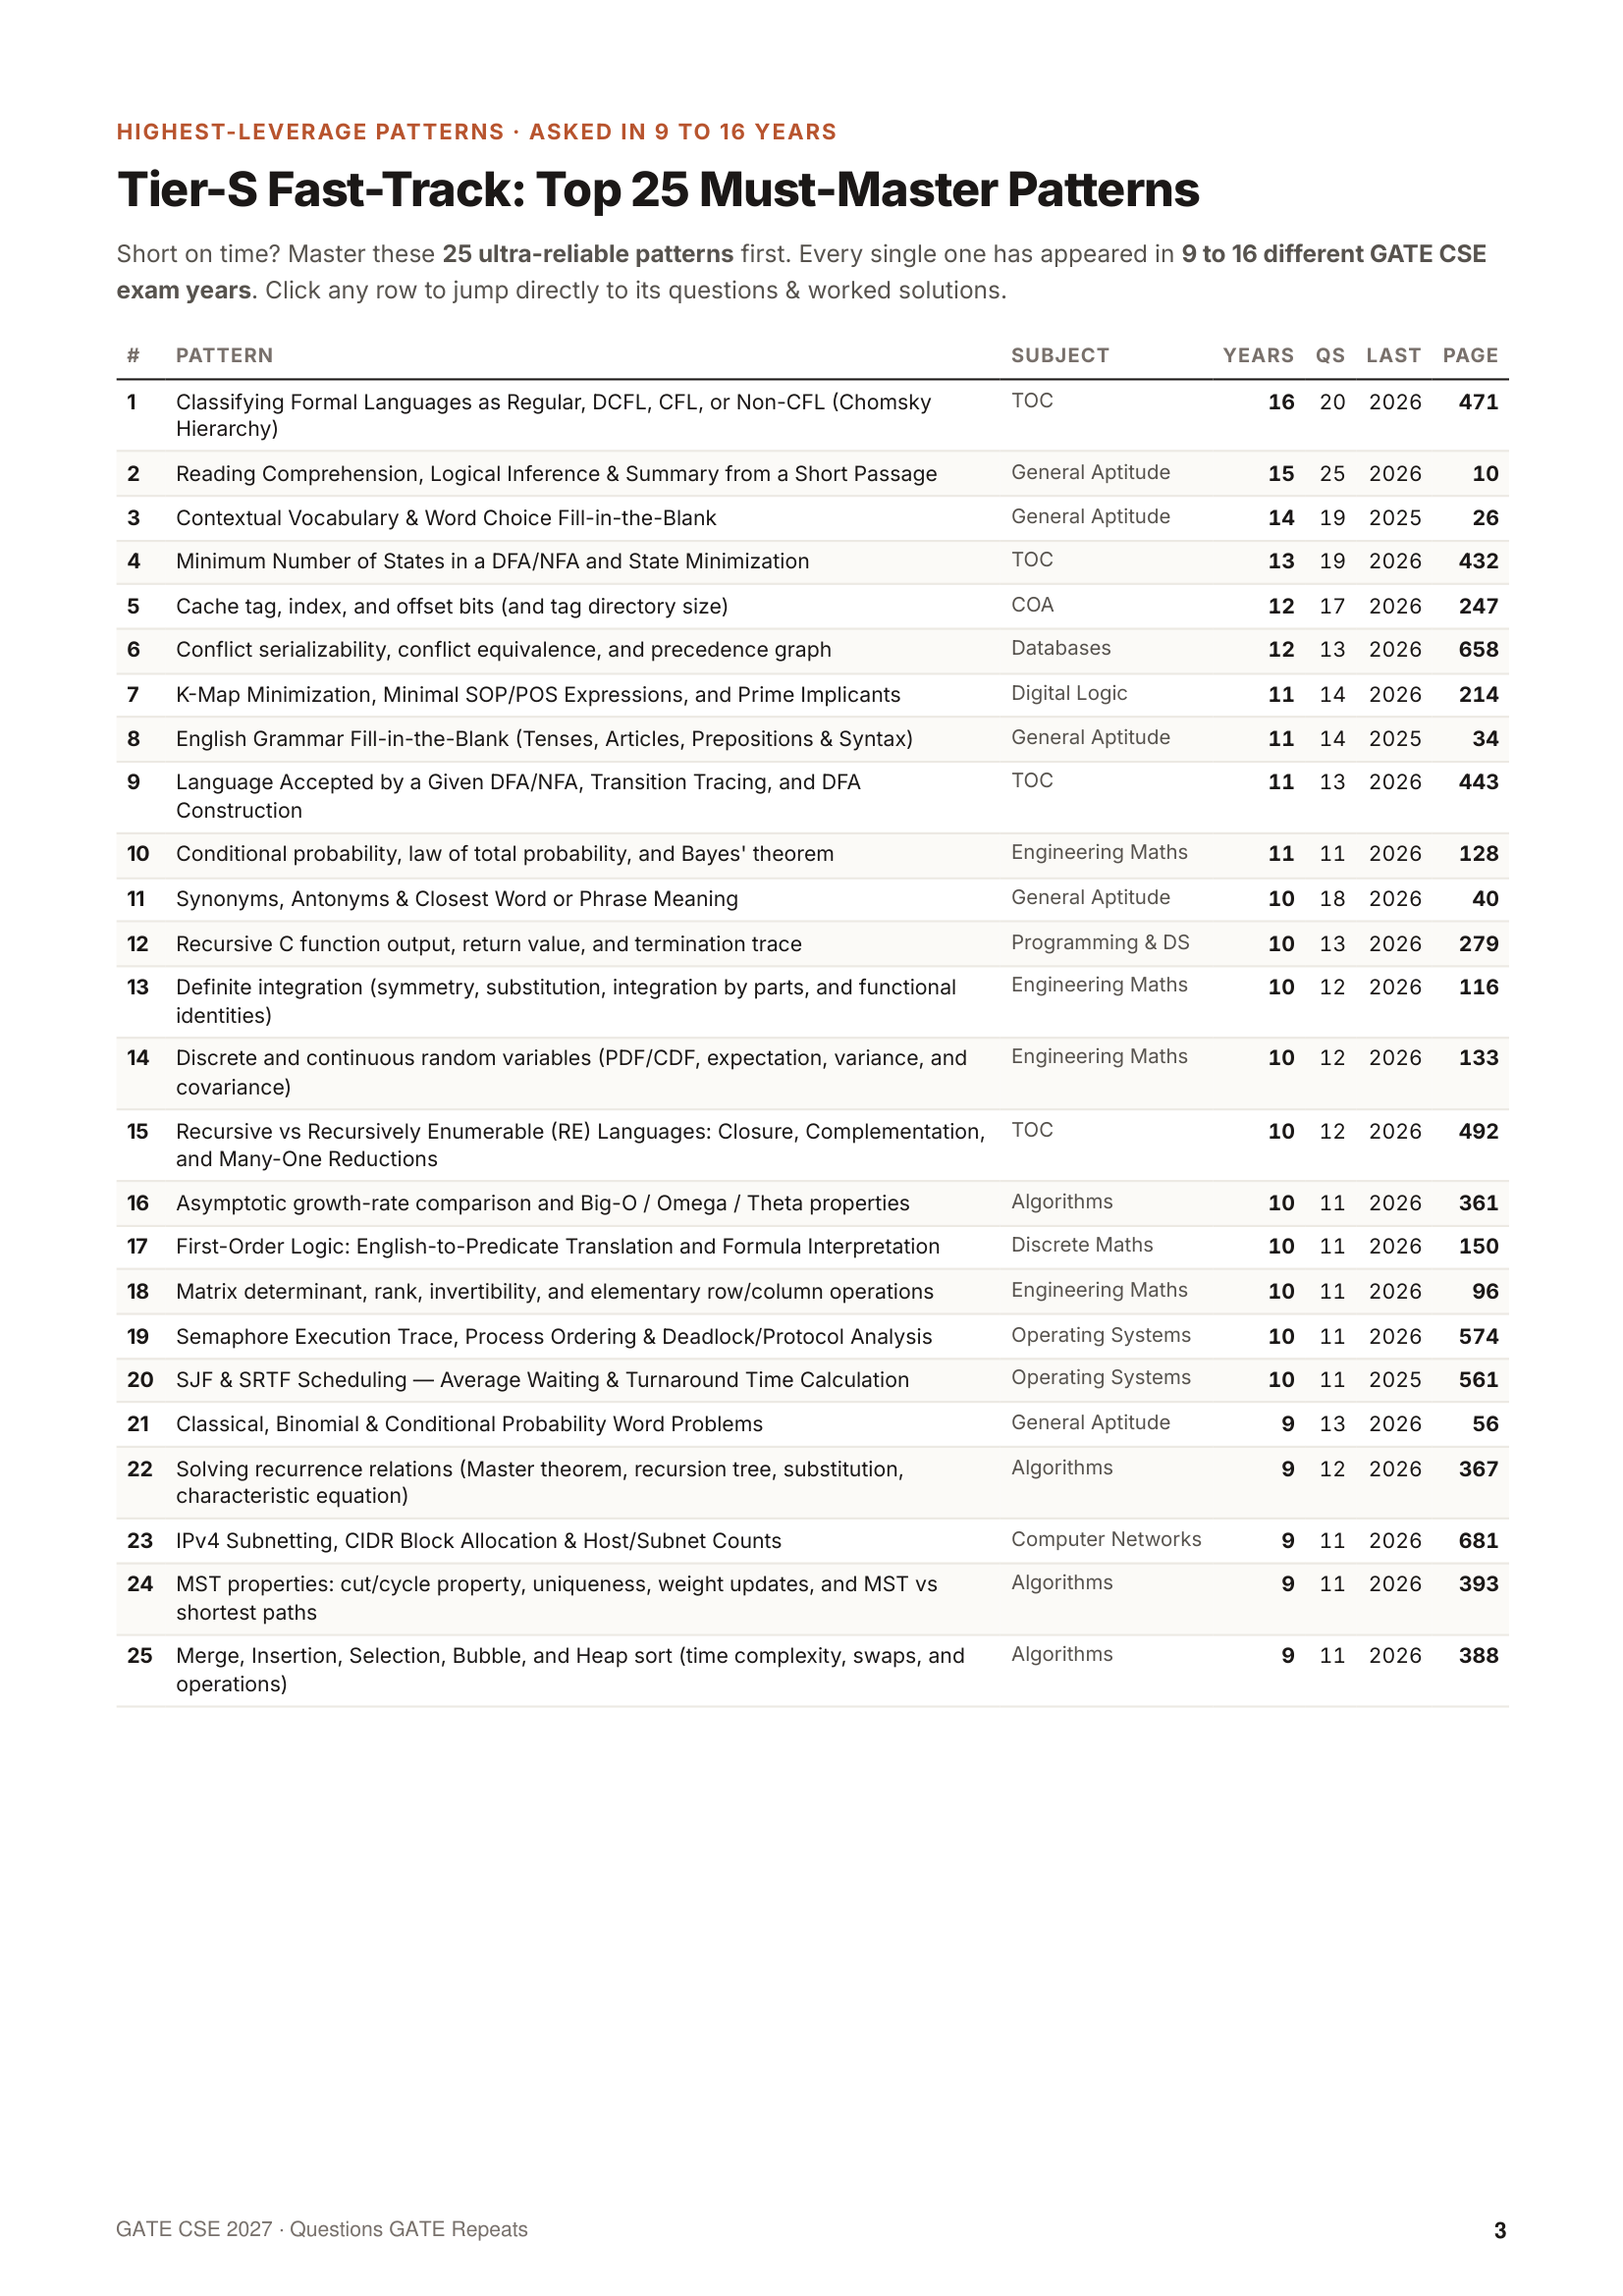 HIGHEST-LEVERAGE PATTERNS · ASKED IN 9 TO 16 YEARS
Tier-S Fast-Track: Top 25 Must-Master Patterns
Short on time? Master these 25 ultra-reliable patterns first. Every single one has appeared in 9 to 16 different GATE CSE
exam years. Click any row to jump directly to its questions & worked solutions.
# PATTERN SUBJECT YEARS QS LAST PAGE
1 Classifying Formal Languages as Regular, DCFL, CFL, or Non-CFL (Chomsky TOC 16 20 2026 471
Hierarchy)
2 Reading Comprehension, Logical Inference & Summary from a Short Passage General Aptitude 15 25 2026 10
3 Contextual Vocabulary & Word Choice Fill-in-the-Blank General Aptitude 14 19 2025 26
4 Minimum Number of States in a DFA/NFA and State Minimization TOC 13 19 2026 432
5 Cache tag, index, and offset bits (and tag directory size) COA 12 17 2026 247
6 Conflict serializability, conflict equivalence, and precedence graph Databases 12 13 2026 658
7 K-Map Minimization, Minimal SOP/POS Expressions, and Prime Implicants Digital Logic 11 14 2026 214
8 English Grammar Fill-in-the-Blank (Tenses, Articles, Prepositions & Syntax) General Aptitude 11 14 2025 34
9 Language Accepted by a Given DFA/NFA, Transition Tracing, and DFA TOC 11 13 2026 443
Construction
10 Conditional probability, law of total probability, and Bayes' theorem Engineering Maths 11 11 2026 128
11 Synonyms, Antonyms & Closest Word or Phrase Meaning General Aptitude 10 18 2026 40
12 Recursive C function output, return value, and termination trace Programming & DS 10 13 2026 279
13 Definite integration (symmetry, substitution, integration by parts, and functional Engineering Maths 10 12 2026 116
identities)
14 Discrete and continuous random variables (PDF/CDF, expectation, variance, and Engineering Maths 10 12 2026 133
covariance)
15 Recursive vs Recursively Enumerable (RE) Languages: Closure, Complementation, TOC 10 12 2026 492
and Many-One Reductions
16 Asymptotic growth-rate comparison and Big-O / Omega / Theta properties Algorithms 10 11 2026 361
17 First-Order Logic: English-to-Predicate Translation and Formula Interpretation Discrete Maths 10 11 2026 150
18 Matrix determinant, rank, invertibility, and elementary row/column operations Engineering Maths 10 11 2026 96
19 Semaphore Execution Trace, Process Ordering & Deadlock/Protocol Analysis Operating Systems 10 11 2026 574
20 SJF & SRTF Scheduling — Average Waiting & Turnaround Time Calculation Operating Systems 10 11 2025 561
21 Classical, Binomial & Conditional Probability Word Problems General Aptitude 9 13 2026 56
22 Solving recurrence relations (Master theorem, recursion tree, substitution, Algorithms 9 12 2026 367
characteristic equation)
23 IPv4 Subnetting, CIDR Block Allocation & Host/Subnet Counts Computer Networks 9 11 2026 681
24 MST properties: cut/cycle property, uniqueness, weight updates, and MST vs Algorithms 9 11 2026 393
shortest paths
25 Merge, Insertion, Selection, Bubble, and Heap sort (time complexity, swaps, and Algorithms 9 11 2026 388
operations)
GATE CSE 2027 · Questions GATE Repeats 3